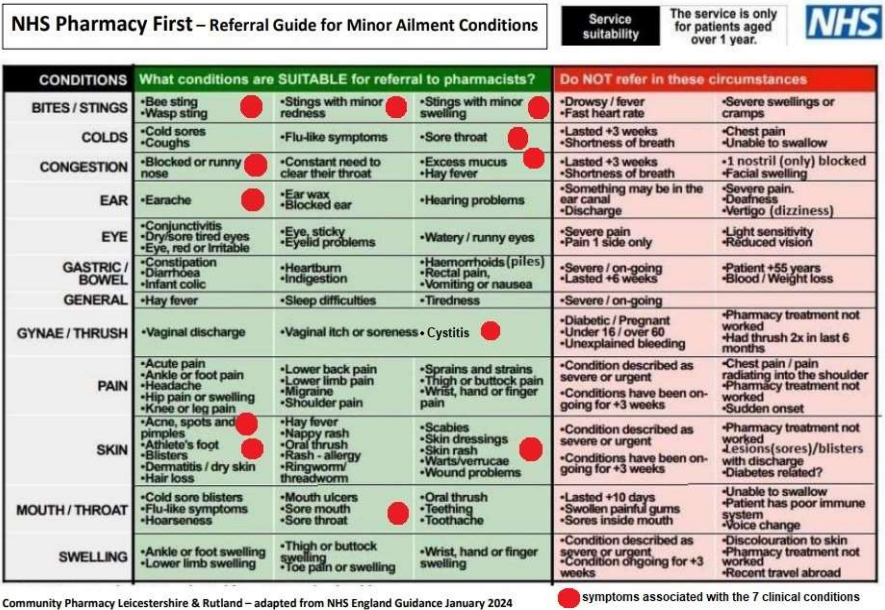 NHS Pharmacy First – Referral Guide for Minor Ailment Conditions
Service
suitability
The service is only
for patients aged
over 1 year.
NHS
CONDITIONS
What conditions are SUITABLE for referral to pharmacists?
Do NOT refer in these circumstances
BITES / STINGS
•Bee sting
•Wasp sting
•Stings with minor
redness
•Stings with minor
swelling
•Drowsy / fever
•Fast heart rate
•Severe swellings or
cramps
COLDS
•Cold sores
•Coughs
•Flu-like symptoms
•Sore throat
•Lasted +3 weeks
•Shortness of breath
•Chest pain
•Unable to swallow
CONGESTION
•Blocked or runny
nose
•Constant need to
clear their throat
•Excess mucus
•Hay fever
•Lasted +3 weeks
•Shortness of breath
•1 nostril (only) blocked
•Facial swelling
EAR
•Earache
•Ear wax
•Blocked ear
•Hearing problems
•Something may be in the
ear canal
•Discharge
•Severe pain.
•Deafness
•Vertigo (dizziness)
EYE
•Conjunctivitis
•Dry/sore tired eyes
•Eye, red or Irritable
•Eye, sticky
•Eyelid problems
•Watery / runny eyes
•Severe pain
•Pain 1 side only
•Light sensitivity
•Reduced vision
GASTRIC /
BOWEL
•Constipation
•Diarrhoea
•Infant colic
•Heartburn
•Indigestion
•Haemorrhoids (piles)
•Rectal pain,
•Vomiting or nausea
•Severe / on-going
•Lasted +6 weeks
•Patient +55 years
•Blood / Weight loss
GENERAL
•Hay fever
•Sleep difficulties
•Tiredness
•Severe / on-going
GYNAE / THRUSH
•Vaginal discharge
•Vaginal itch or soreness
• Cystitis
•Diabetic / Pregnant
•Under 16 / over 60
•Unexplained bleeding
•Pharmacy treatment not
worked
•Had thrush 2x in last 6
months
PAIN
•Acute pain
•Ankle or foot pain
•Headache
•Hip pain or swelling
•Knee or leg pain
•Lower back pain
•Lower limb pain
•Migraine
•Shoulder pain
•Sprains and strains
•Thigh or buttock pain
•Wrist, hand or finger
pain
•Condition described as
severe or urgent
•Conditions have been on-
going for +3 weeks
•Chest pain / pain
radiating into the shoulder
•Pharmacy treatment not
worked
•Sudden onset
SKIN
•Acne, spots and
pimples
•Athlete's foot
•Blisters
•Dermatitis / dry skin
•Hair loss
•Hay fever
•Nappy rash
•Oral thrush
•Rash - allergy
•Ringworm/
threadworm
•Scabies
•Skin dressings
•Skin rash
•Warts/verrucae
•Wound problems
•Condition described as
severe or urgent
•Conditions have been on-
going for +3 weeks
•Pharmacy treatment not
worked
•Lesions(sores)/blisters
with discharge
•Diabetes related?
MOUTH / THROAT
•Cold sore blisters
•Flu-like symptoms
•Hoarseness
•Mouth ulcers
•Sore mouth
•Sore throat
•Oral thrush
•Teething
•Toothache
•Lasted +10 days
•Swollen painful gums
•Sores inside mouth
•Unable to swallow
•Patient has poor immune
system
•Voice change
SWELLING
•Ankle or foot swelling
•Lower limb swelling
•Thigh or buttock
swelling
•Toe pain or swelling
•Wrist, hand or finger
swelling
•Condition described as
severe or urgent
•Condition ongoing for +3
weeks
•Discolouration to skin
•Pharmacy treatment not
worked
•Recent travel abroad
Community Pharmacy Leicestershire & Rutland – adapted from NHS England Guidance January 2024
symptoms associated with the 7 clinical conditions